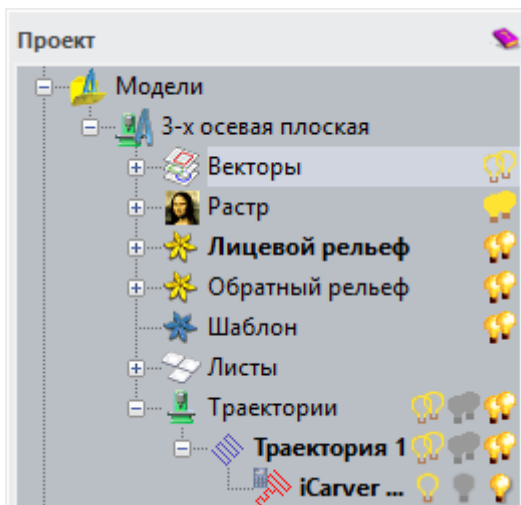 Проект
Модели
3-х осевая плоская
Векторы
Растр
Лицевой рельеф
Обратный рельеф
Шаблон
Листы
Траектории
Траектория 1
iCarver ...